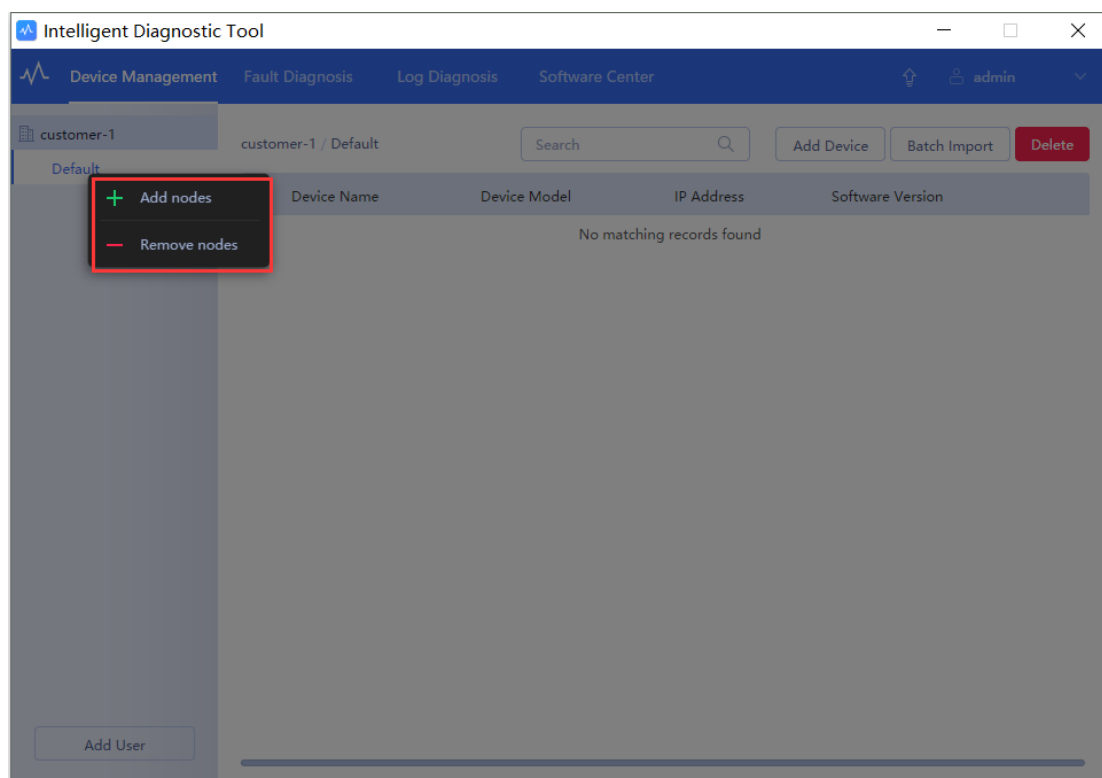 Intelligent Diagnostic Tool
Device Management Fault Diagnosis Log Diagnosis Software Center admin
customer-1
Default
customer-1 / Default Search Add Device Batch Import Delete
Device Name Device Model IP Address Software Version
No matching records found
Add nodes
Remove nodes
Add User